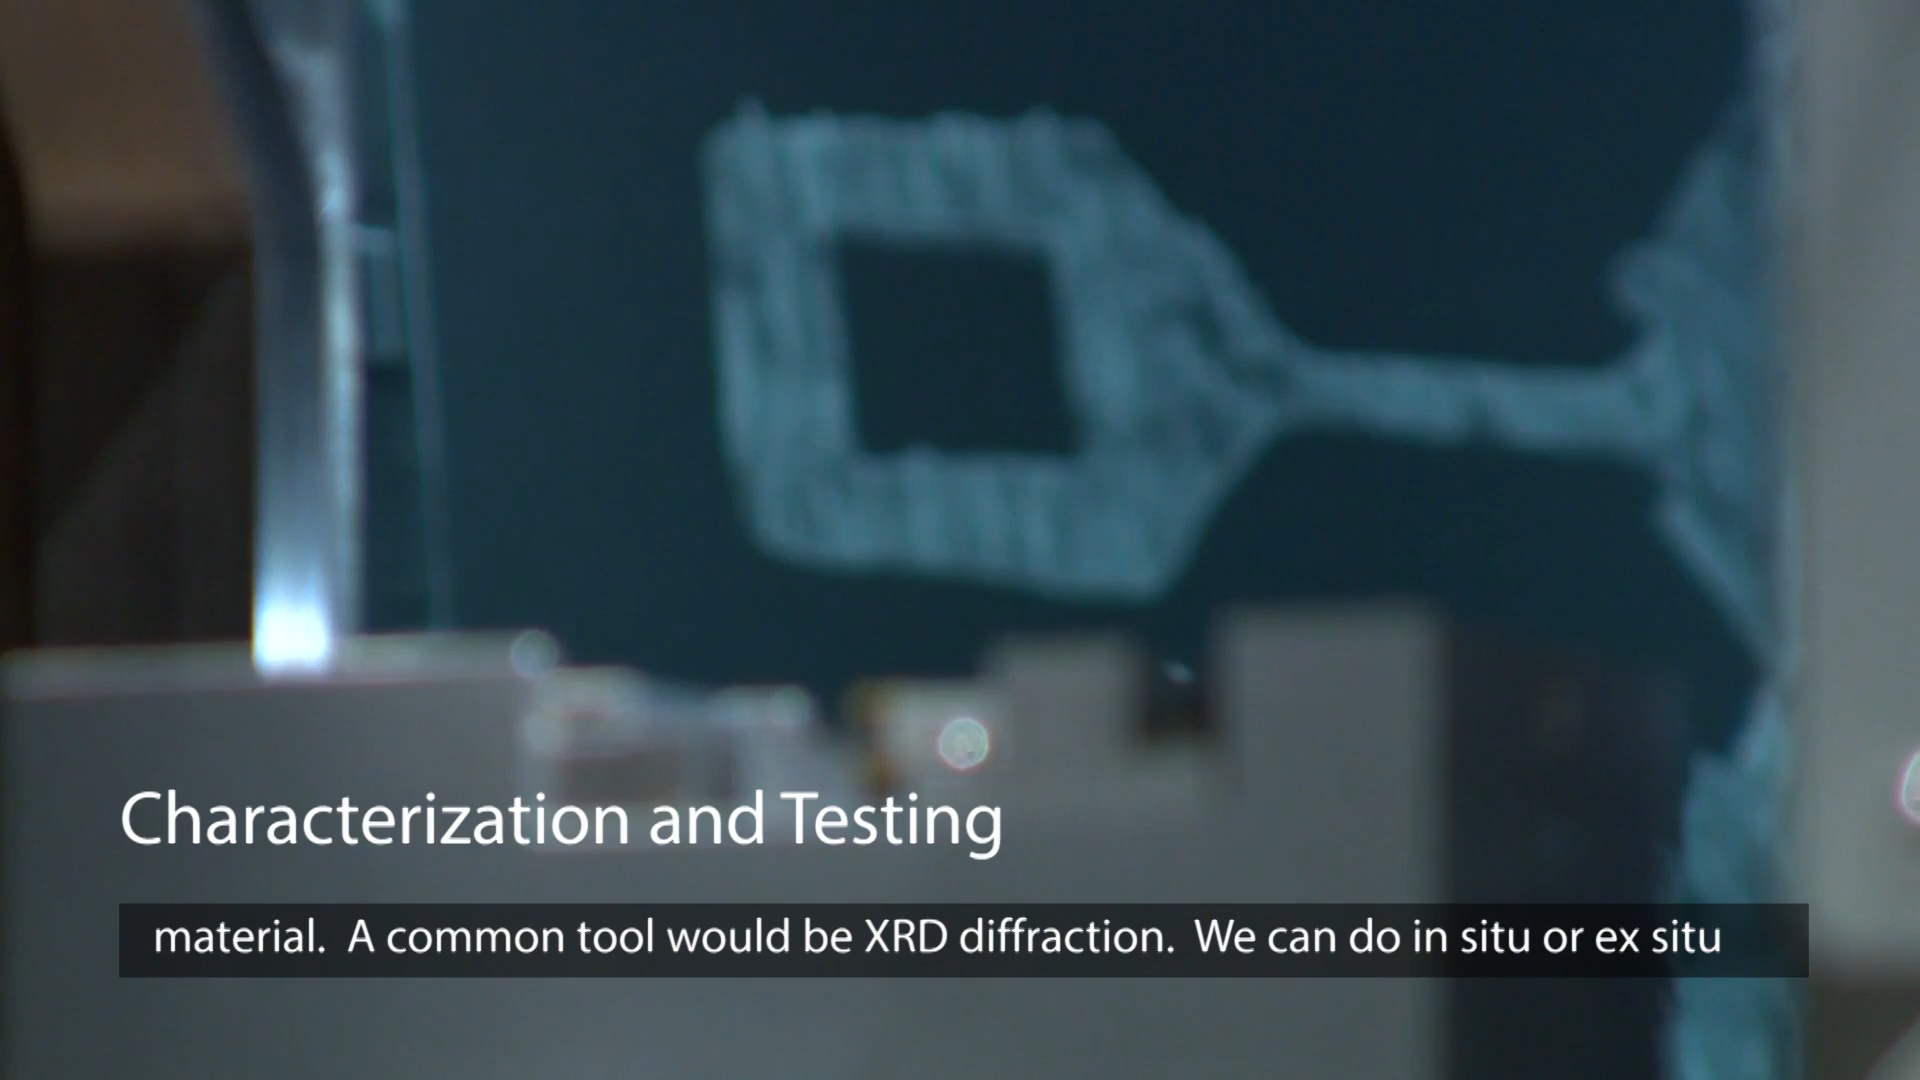 Characterization and Testing
material. A common tool would be XRD diffraction. We can do in situ or ex situ